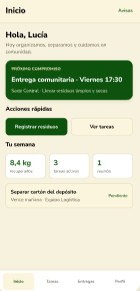 Inicio
Avisos
Hola, Lucía
Hoy organizamos, separamos y cuidamos en
comunidad.
PRÓXIMO COMPROMISO
Entrega comunitaria · Viernes 17:30
Sede Central · Llevar residuos limpios y secos
Acciones rápidas
Registrar residuos
Ver tareas
Tu semana
8,4 kg
recuperados
3
tareas activas
1
reunión
Separar cartón del depósito
Vence mañana · Equipo Logística
Pendiente
Inicio
Tareas
Entregas
Perfil